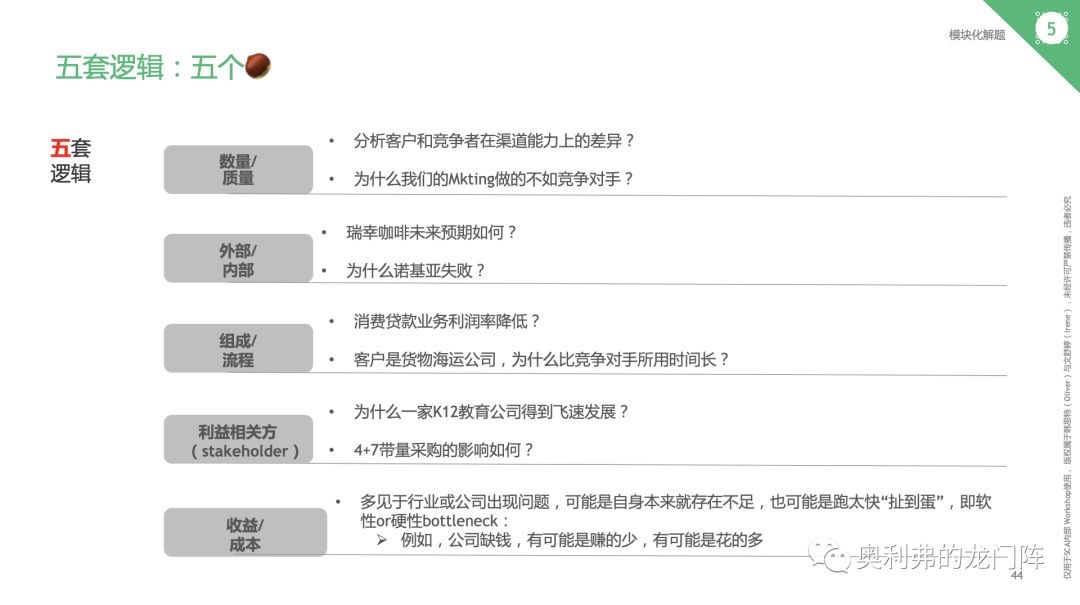 模块化解题
5
五套逻辑：五个
五套
逻辑
数量/
质量
• 分析客户和竞争者在渠道能力上的差异？
• 为什么我们的Mkting做的不如竞争对手？
外部/
内部
• 瑞幸咖啡未来预期如何？
• 为什么诺基亚失败？
组成/
流程
• 消费贷款业务利润率降低？
• 客户是货物海运公司，为什么比竞争对手所用时间长？
利益相关方
（stakeholder）
• 为什么一家K12教育公司得到飞速发展？
• 4+7带量采购的影响如何？
收益/
成本
• 多见于行业或公司出现问题，可能是自身本来就存在不足，也可能是跑太快“扯到蛋”，即软
性or硬性bottleneck：
➢ 例如，公司缺钱，有可能是赚的少，有可能是花的多
仅用于SCA内部 Workshop使用，版权属于韩思特（Oliver）与文舒婷（Irene），未经许可严禁传播，违者必究
奥利弗的龙门阵
44